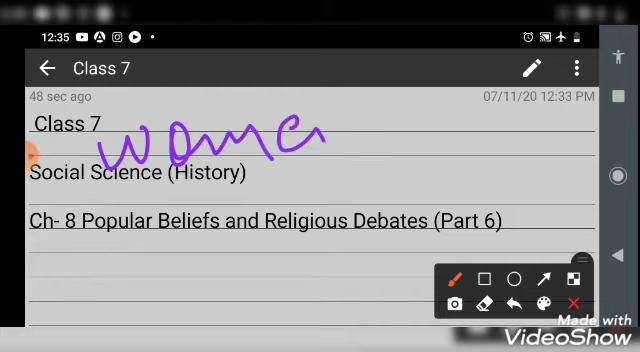 12:35
Class 7
48 sec ago 07/11/20 12:33 PM
Class 7
wome
Social Science (History)
Ch- 8 Popular Beliefs and Religious Debates (Part 6)
Made with
VideoShow